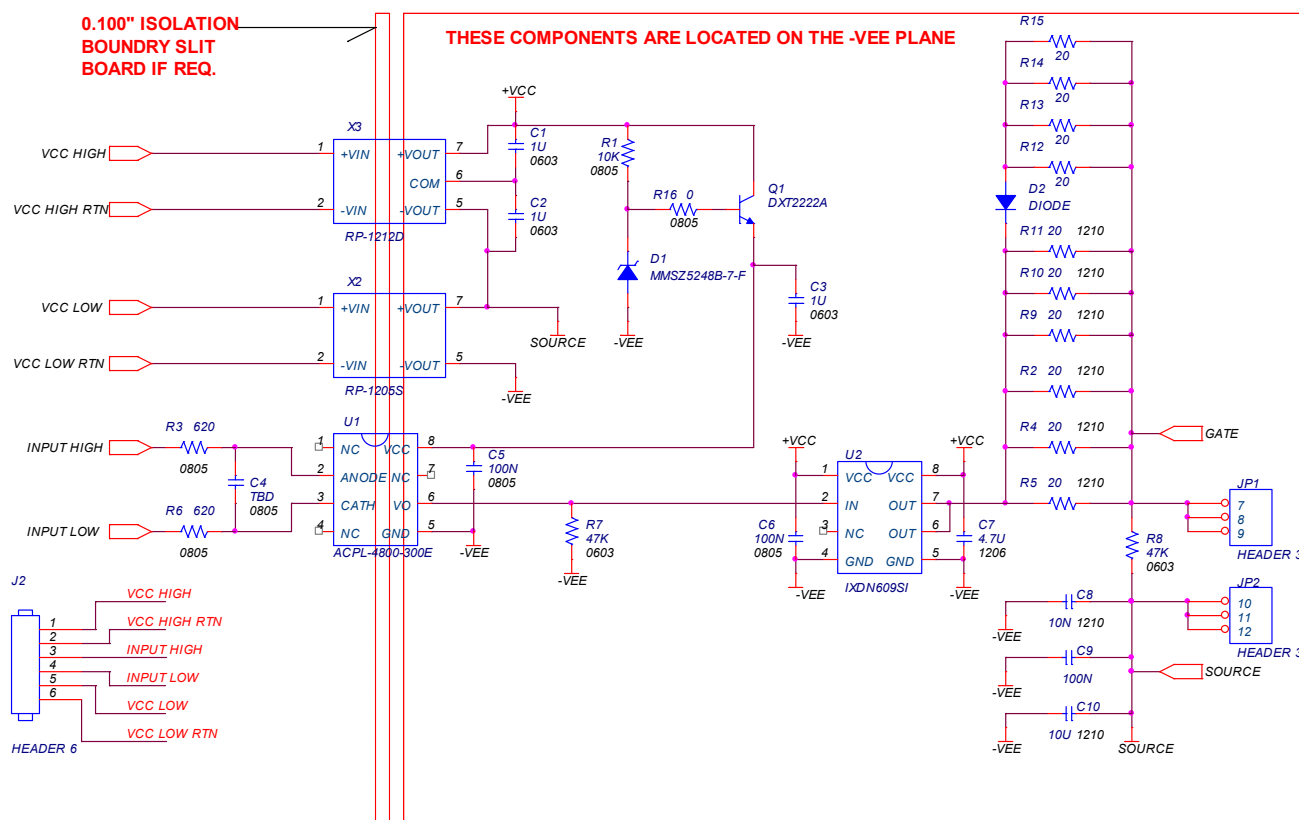 0.100" ISOLATION
BOUNDRY SLIT
BOARD IF REQ.
THESE COMPONENTS ARE LOCATED ON THE -VEE PLANE
VCC HIGH
VCC HIGH RTN
X3
1
+VIN
+VOUT
7
COM
6
2
-VIN
-VOUT
5
RP-1212D
+VCC
C1
1U
0603
C2
1U
0603
R1
10K
0805
R16 0
0805
Q1
DXT2222A
D1
MMSZ5248B-7-F
-VEE
C3
1U
0603
-VEE
VCC LOW
VCC LOW RTN
X2
1
+VIN
+VOUT
7
2
-VIN
-VOUT
5
RP-1205S
SOURCE
-VEE
INPUT HIGH
INPUT LOW
R3 620
0805
C4
TBD
0805
R6 620
0805
U1
1
NC
VCC
8
2
ANODE
NC
7
3
CATH
VO
6
4
NC
GND
5
ACPL-4800-300E
C5
100N
0805
-VEE
R7
47K
0603
-VEE
+VCC
C6
100N
0805
-VEE
U2
1
VCC
VCC
8
2
IN
OUT
7
3
NC
OUT
6
4
GND
GND
5
IXDN609SI
+VCC
C7
4.7U
1206
-VEE
R15
20
R14
20
R13
20
R12
20
D2
DIODE
R11 20 1210
R10 20 1210
R9 20 1210
R2 20 1210
R4 20 1210
R5 20 1210
GATE
JP1
7
8
9
HEADER 3
R8
47K
0603
JP2
10
11
12
HEADER 3
C8
10N 1210
-VEE
C9
100N
-VEE
SOURCE
C10
10U 1210
-VEE
SOURCE
J2
1
2
3
4
5
6
VCC HIGH
VCC HIGH RTN
INPUT HIGH
INPUT LOW
VCC LOW
VCC LOW RTN
HEADER 6